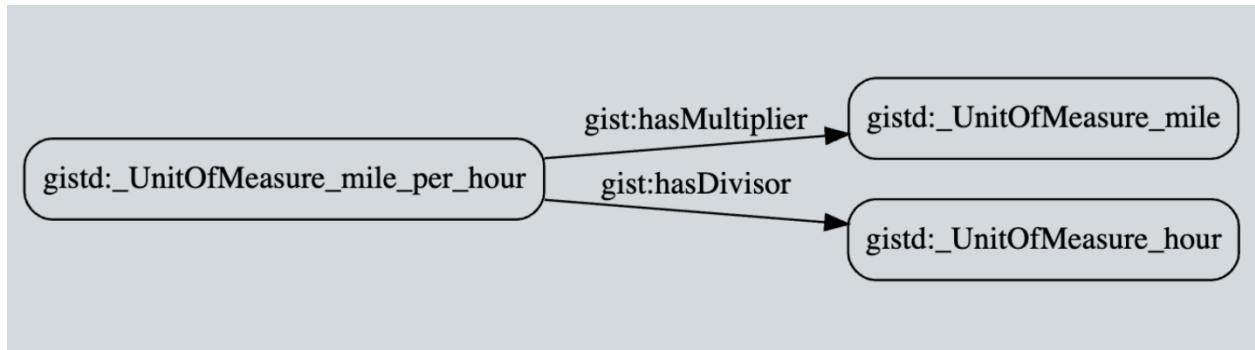 gistd:_UnitOfMeasure_mile_per_hour
gist:hasMultiplier
gistd:_UnitOfMeasure_mile
gist:hasDivisor
gistd:_UnitOfMeasure_hour